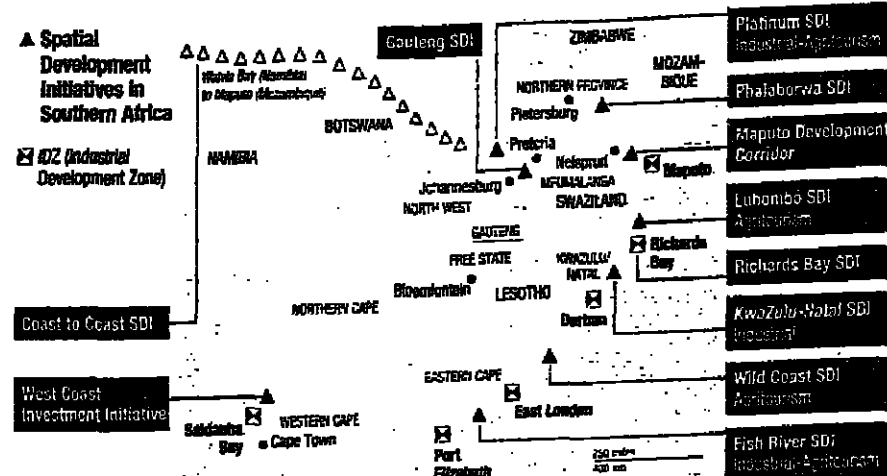 Spatial
Development
Initiatives in
Southern Africa
IDZ (Industrial
Development Zone)
Walvis Bay (Namibia)
to Maputo (Mozambique)
Gauteng SDI
ZIMBABWE
MOZAM-
BIQUE
NORTHERN PROVINCE
Pietersburg
BOTSWANA
NAMIBIA
Pretoria
Nelspruit
Maputo
Johannesburg
MPUMALANGA
NORTH WEST
SWAZILAND
GAUTENG
Richards
Bay
FREE STATE
KWAZULU/
NATAL
Bloemfontein
LESOTHO
NORTHERN CAPE
Durban
EASTERN CAPE
East London
WESTERN CAPE
Saldanha
Bay
Cape Town
Port
Elizabeth
250 miles
400 km
Coast to Coast SDI
West Coast
Investment Initiative
Platinum SDI
Industrial-Agritourism
Phalaborwa SDI
Maputo Development
Corridor
Lubombo SDI
Agritourism
Richards Bay SDI
KwaZulu-Natal SDI
Industrial
Wild Coast SDI
Agritourism
Fish River SDI
Industrial-Agritourism